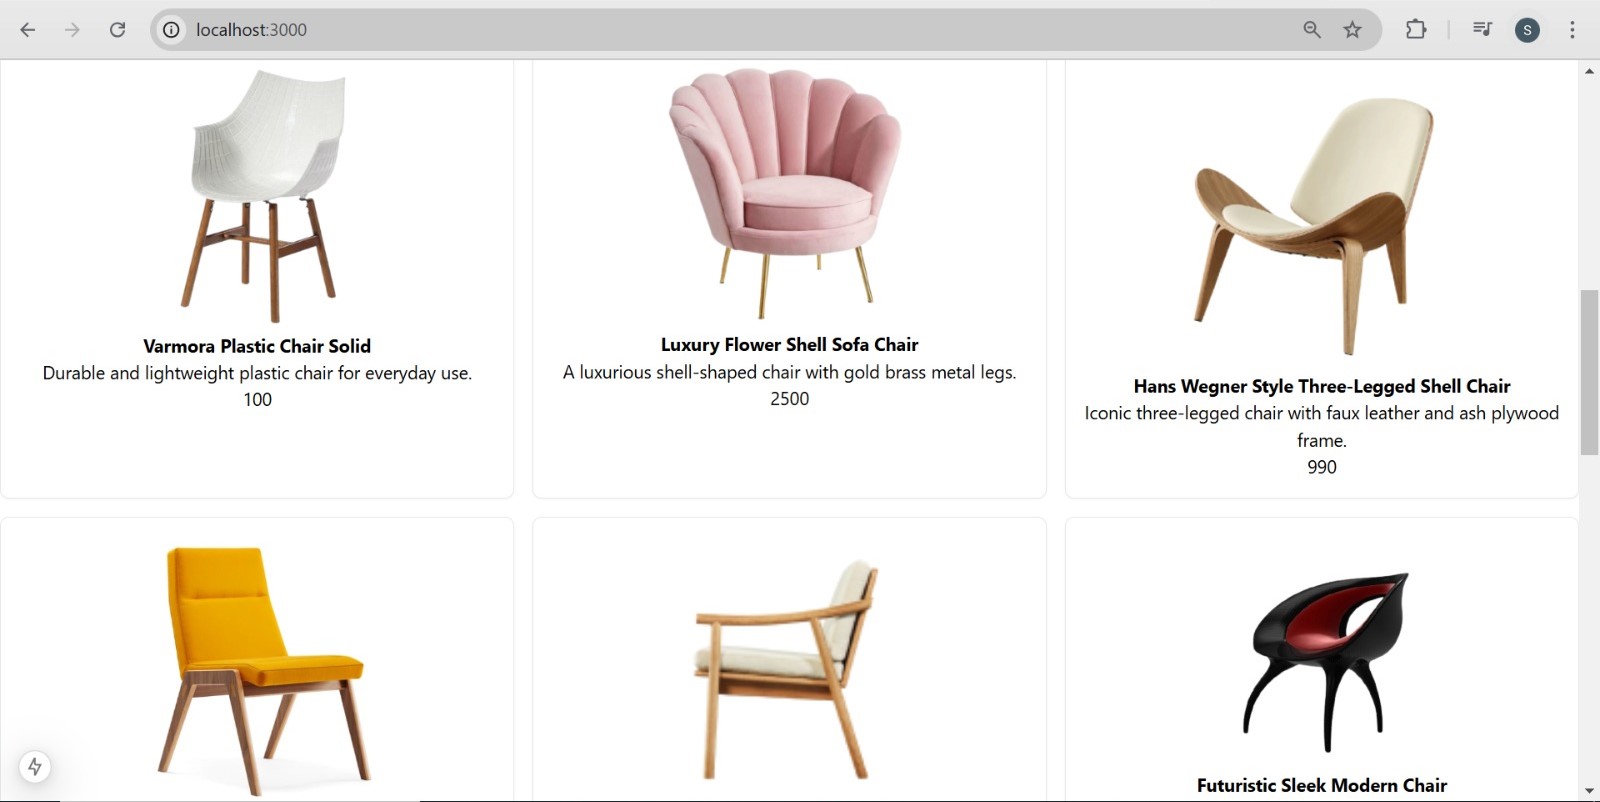 localhost:3000
S
Varmora Plastic Chair Solid
Durable and lightweight plastic chair for everyday use.
100
Luxury Flower Shell Sofa Chair
A luxurious shell-shaped chair with gold brass metal legs.
2500
Hans Wegner Style Three-Legged Shell Chair
Iconic three-legged chair with faux leather and ash plywood
frame.
990
Futuristic Sleek Modern Chair